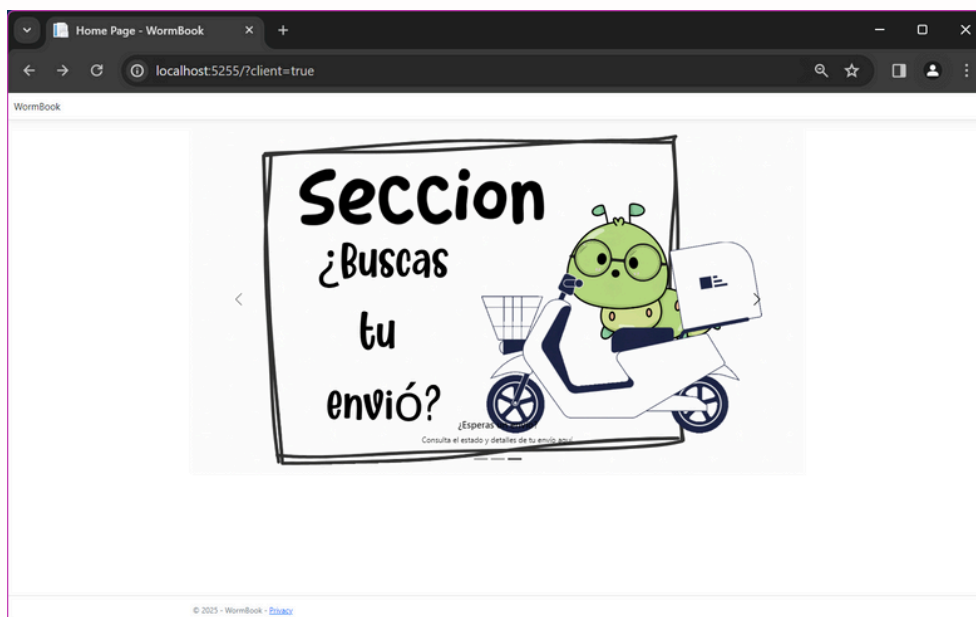 Home Page - WormBook
localhost:5255/?client=true
WormBook
Seccion
¿Buscas
tu
envió?
¿Esperas
Consulta el estado y detalles de tu envío aquí
© 2025 - WormBook - Privacy